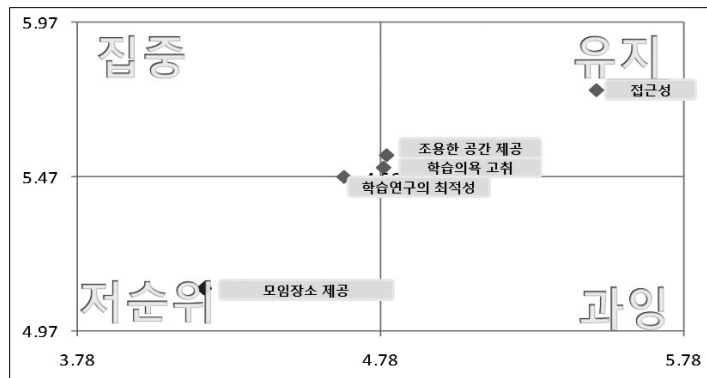 5.97
집중
유지
접근성
조용한 공간 제공
학습의욕 고취
5.47
학습연구의 최적성
저순위
모임장소 제공
과잉
4.97
3.78
4.78
5.78